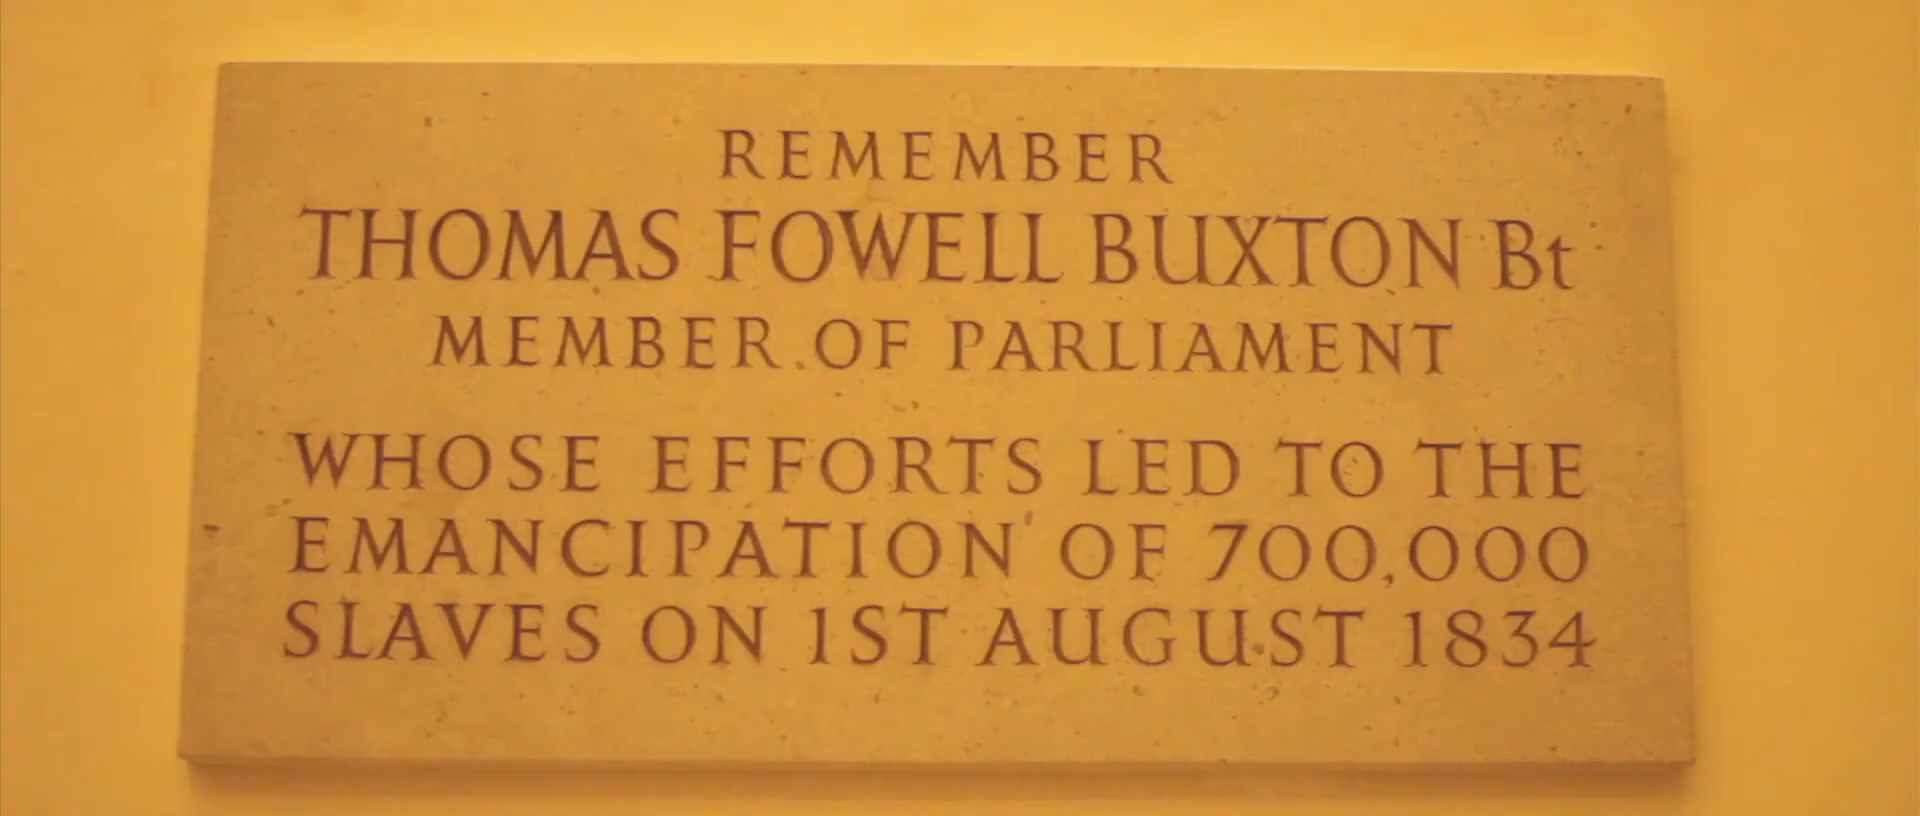 REMEMBER
THOMAS FOWELL BUXTON Bt
MEMBER OF PARLIAMENT
WHOSE EFFORTS LED TO THE
EMANCIPATION OF 700,000
SLAVES ON 1ST AUGUST 1834